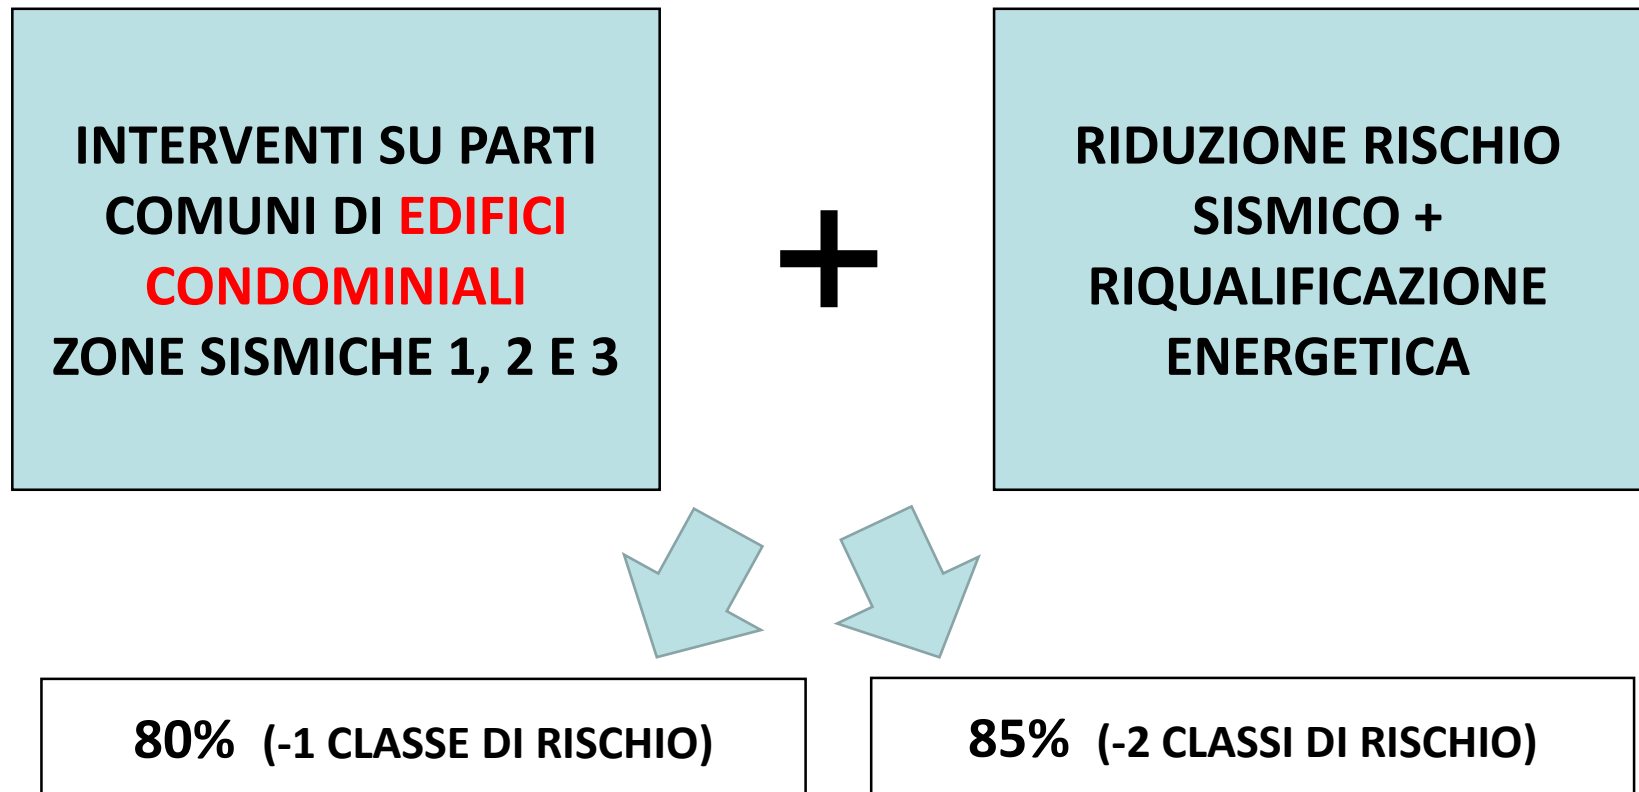 INTERVENTI SU PARTI
COMUNI DI EDIFICI
CONDOMINIALI
ZONE SISMICHE 1, 2 E 3
+
RIDUZIONE RISCHIO
SISMICO +
RIQUALIFICAZIONE
ENERGETICA
80% (-1 CLASSE DI RISCHIO)
85% (-2 CLASSI DI RISCHIO)